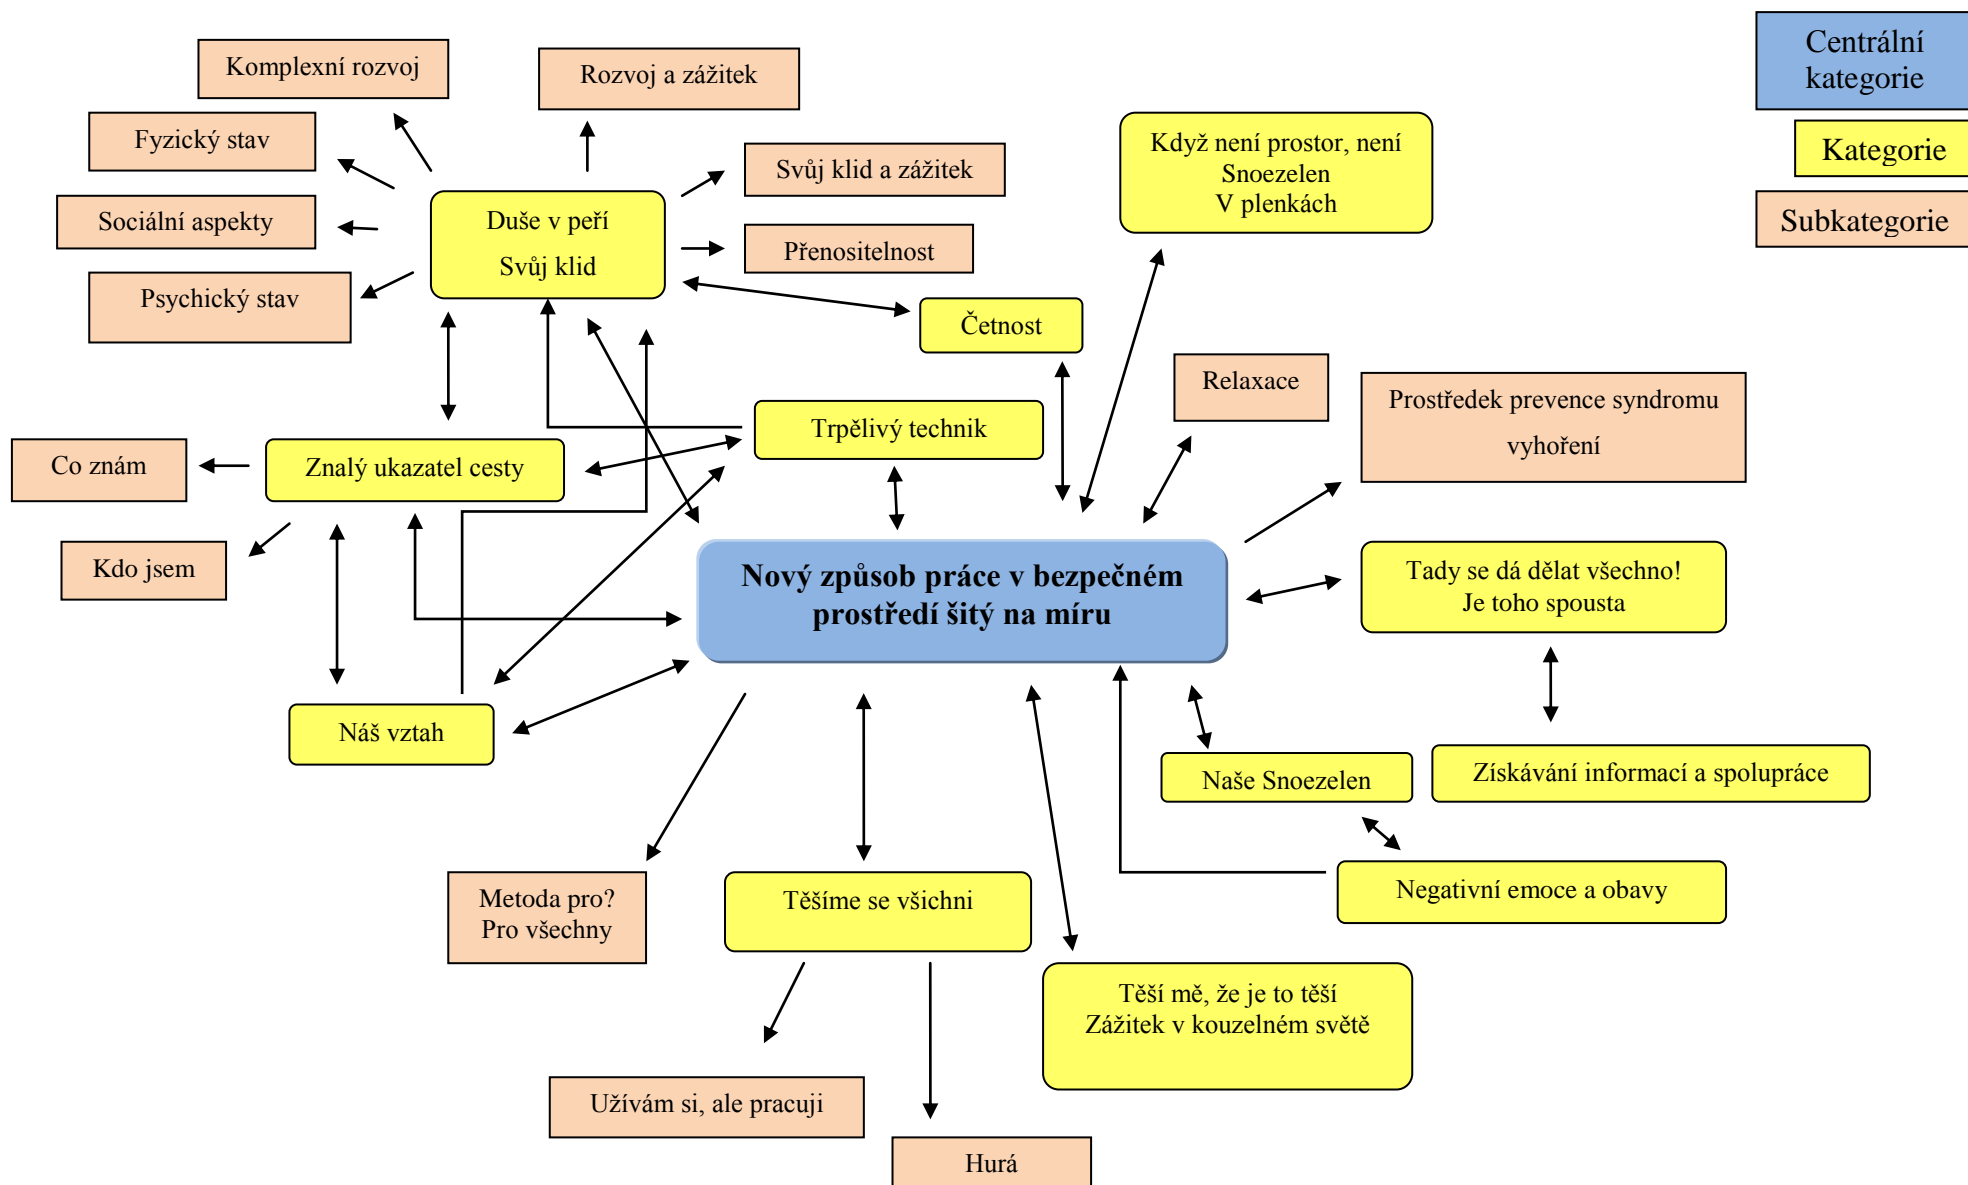 Centrální
kategorie
Komplexní rozvoj
Rozvoj a zážitek
Fyzický stav
Když není prostor, není
Snoezelen
V plenkách
Kategorie
Svůj klid a zážitek
Sociální aspekty
Duše v peří
Svůj klid
Subkategorie
Přenositelnost
Psychický stav
Četnost
Relaxace
Prostředek prevence syndromu
vyhoření
Trpělivý technik
Co znám
Znalý ukazatel cesty
Kdo jsem
Nový způsob práce v bezpečném
prostředí šitý na míru
Tady se dá dělat všechno!
Je toho spousta
Náš vztah
Naše Snoezelen
Získávání informací a spolupráce
Metoda pro?
Pro všechny
Těšíme se všichni
Negativní emoce a obavy
Těší mě, že je to těší
Zážitek v kouzelném světě
Užívám si, ale pracuji
Hurá